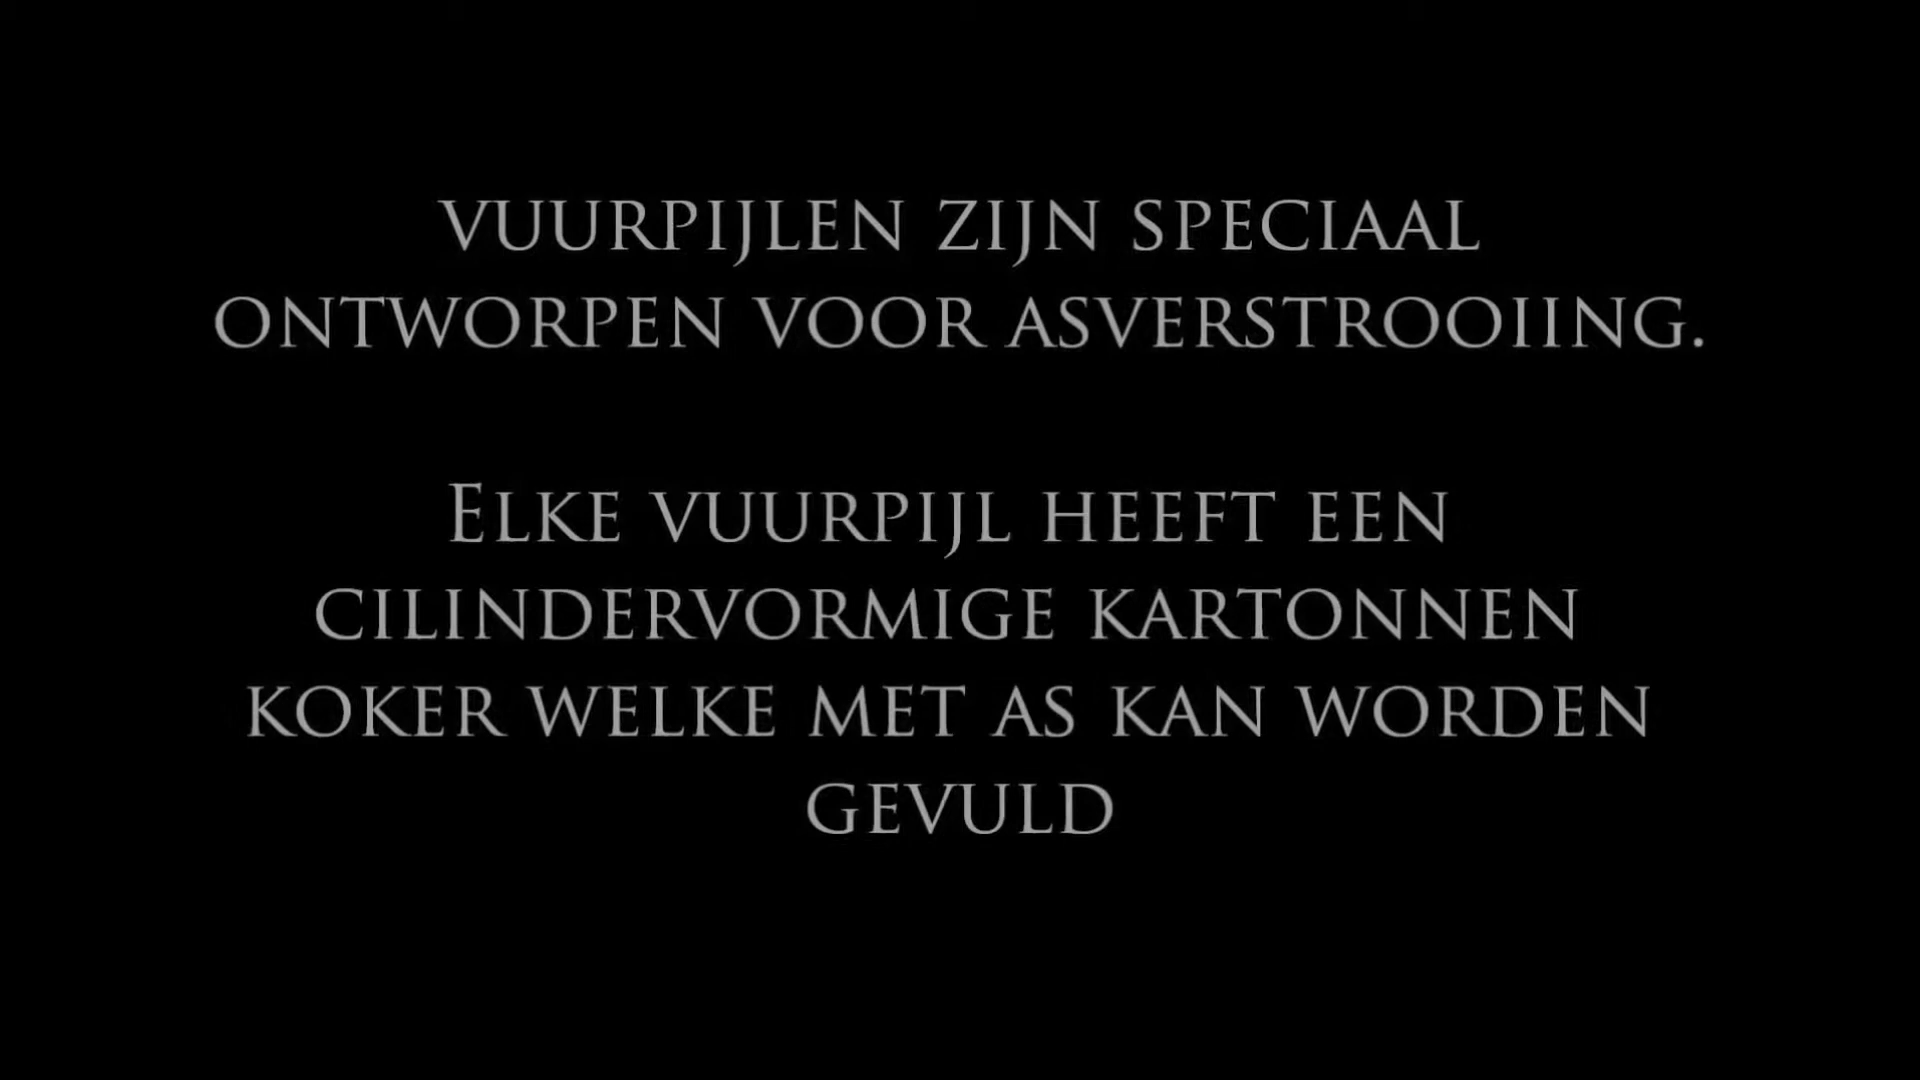 VUURPIJLEN ZIJN SPECIAAL
ONTWORPEN VOOR ASVERSTROOIING.
ELKE VUURPIJL HEEFT EEN
CILINDERVORMIGE KARTONNEN
KOKER WELKE MET AS KAN WORDEN
GEVULD